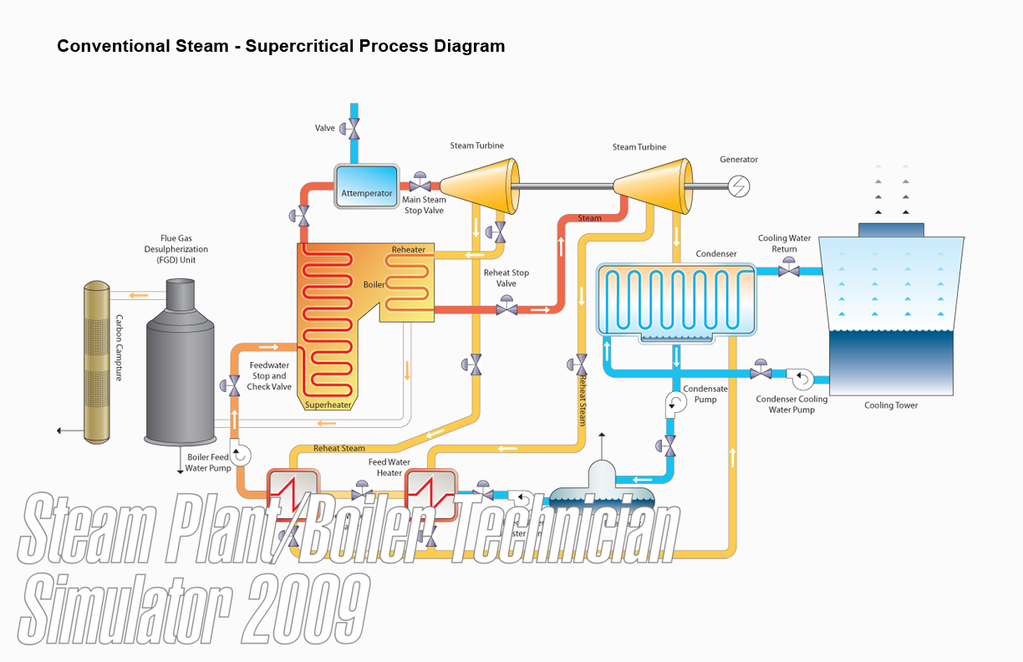 Conventional Steam - Supercritical Process Diagram
Valve
Steam Turbine
Steam Turbine
Generator
Attemperator
Main Steam
Stop Valve
Steam
Flue Gas
Desulpherization
(FGD) Unit
Reheater
Boiler
Reheat Stop
Valve
Condenser
Cooling Water
Return
Carbon Campture
Feedwater
Stop and
Check Valve
Superheater
Reheat Steam
Condensate
Pump
Condenser Cooling
Water Pump
Cooling Tower
Boiler Feed
Water Pump
Reheat Steam
Feed Water
Heater
Steam Plant/Boiler Technician
Simulator 2009